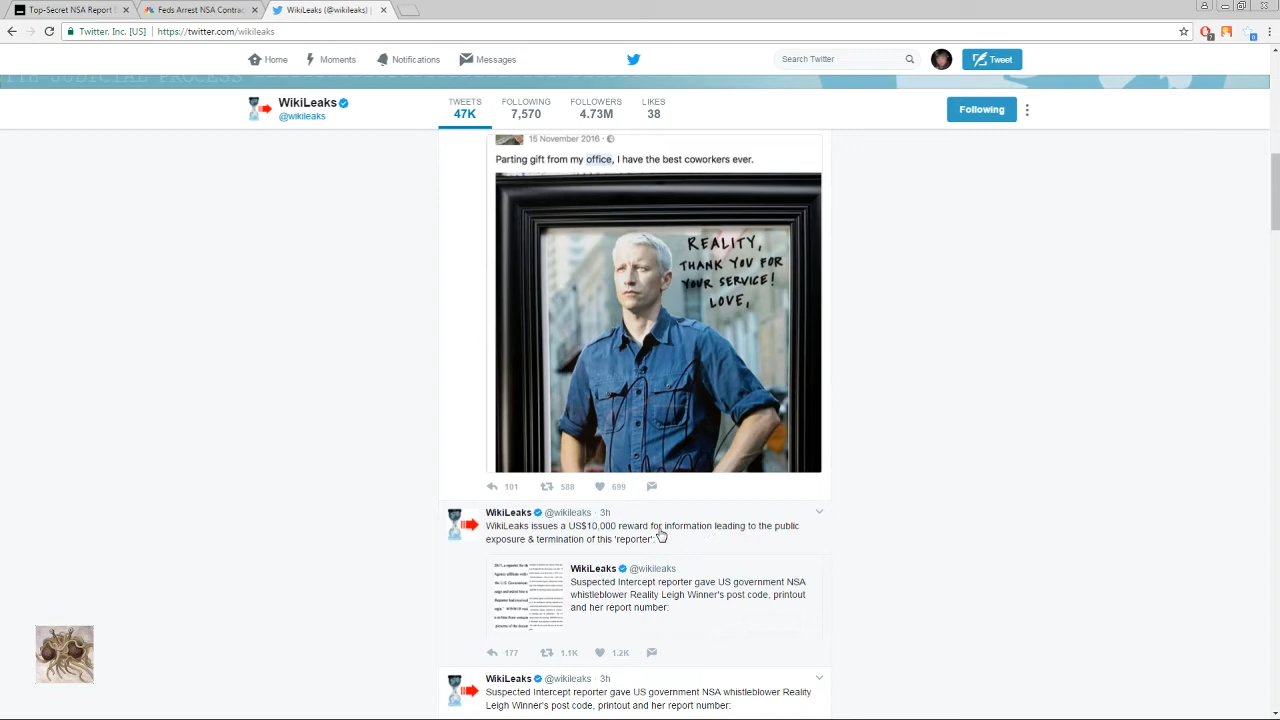 Top-Secret NSA Report D
Feds Arrest NSA Contrac
WikiLeaks (@wikileaks) |
Twitter, Inc. [US] | https://twitter.com/wikileaks
Home
Moments
Notifications
Messages
Search Twitter
Tweet
JUDICIAL PROCESS
WikiLeaks
@wikileaks
TWEETS
47K
FOLLOWING
7,570
FOLLOWERS
4.73M
LIKES
38
Following
15 November 2016 ·
Parting gift from my office, I have the best coworkers ever.
REALITY,
THANK YOU FOR
YOUR SERVICE!
LOVE,
101 588 699
WikiLeaks @wikileaks · 3h
WikiLeaks issues a US$10,000 reward for information leading to the public
exposure & termination of this 'reporter':
WikiLeaks @wikileaks
Suspected Intercept reporter gave US government NSA
whistleblower Reality Leigh Winner's post code, printout
and her report number:
177 1.1K 1.2K
WikiLeaks @wikileaks · 3h
Suspected Intercept reporter gave US government NSA whistleblower Reality
Leigh Winner's post code, printout and her report number: